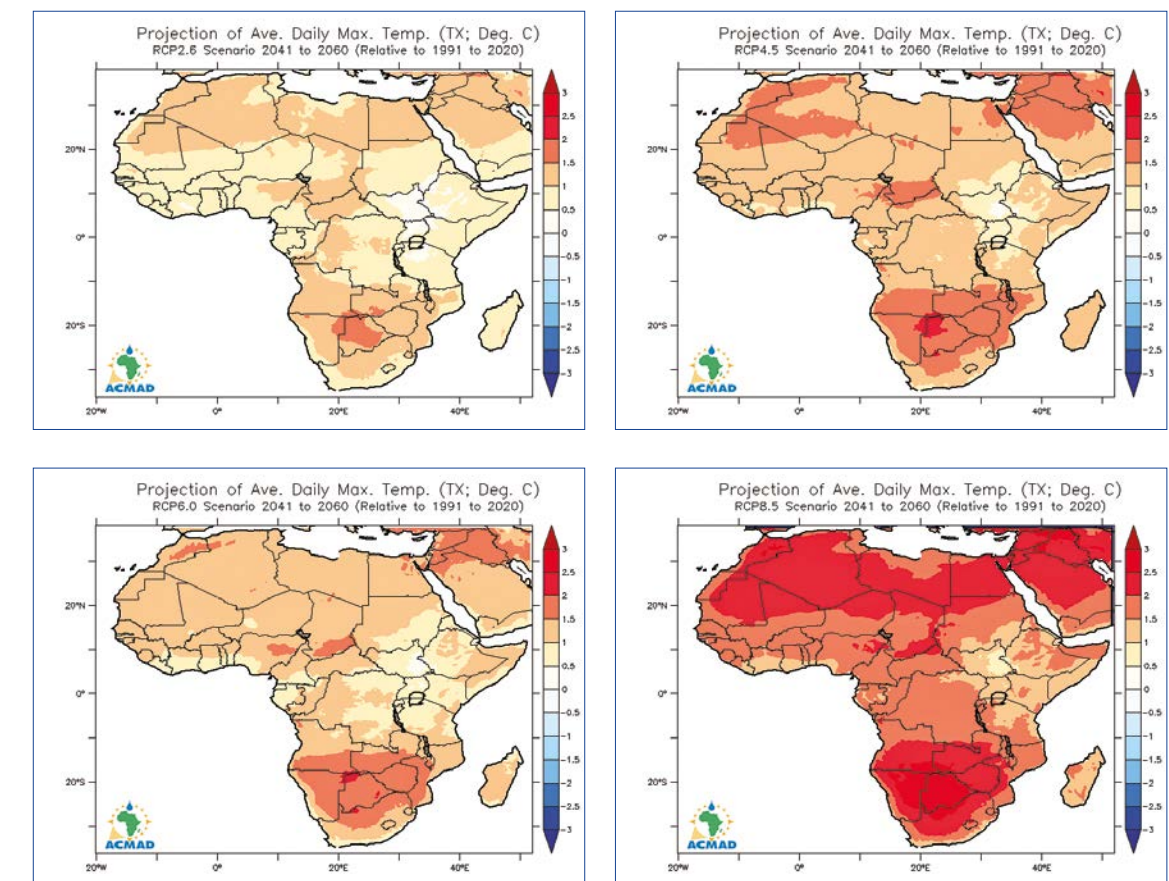 Projection of Ave. Daily Max. Temp. (TX; Deg. C)
RCP2.6 Scenario 2041 to 2060 (Relative to 1991 to 2020)
20°N
0°
20°S
20°W
0°
20°E
40°E
3
2.5
2
1.5
1
0.5
0
-0.5
-1
-1.5
-2
-2.5
-3
ACMAD
Projection of Ave. Daily Max. Temp. (TX; Deg. C)
RCP4.5 Scenario 2041 to 2060 (Relative to 1991 to 2020)
20°N
0°
20°S
20°W
0°
20°E
40°E
3
2.5
2
1.5
1
0.5
0
-0.5
-1
-1.5
-2
-2.5
-3
ACMAD
Projection of Ave. Daily Max. Temp. (TX; Deg. C)
RCP6.0 Scenario 2041 to 2060 (Relative to 1991 to 2020)
20°N
0°
20°S
20°W
0°
20°E
40°E
3
2.5
2
1.5
1
0.5
0
-0.5
-1
-1.5
-2
-2.5
-3
ACMAD
Projection of Ave. Daily Max. Temp. (TX; Deg. C)
RCP8.5 Scenario 2041 to 2060 (Relative to 1991 to 2020)
20°N
0°
20°S
20°W
0°
20°E
40°E
3
2.5
2
1.5
1
0.5
0
-0.5
-1
-1.5
-2
-2.5
-3
ACMAD